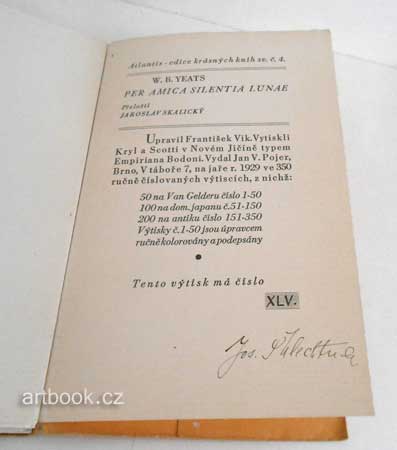 Atlantis - edice krásných knih sv. č. 4.
W. B. YEATS
PER AMICA SILENTIA LUNAE
Přeložil
JAROSLAV SKALICKÝ
Upravil František Vik. Vytiskli
Kryl a Scotti v Novém Jičíně typem
Empiriana Bodoni. Vydal Jan V. Pojer,
Brno, V táboře 7, na jaře r. 1929 ve 350
ručně číslovaných výtiscích, z nichž:
50 na Van Gelderu číslo 1-50
100 na dom. japanu č. 51-150
200 na antiku číslo 151-350
Výtisky č. 1-50 jsou úpravcem
ručně kolorovány a podepsány
Tento výtisk má číslo
XLV.
Jos.
artbook.cz